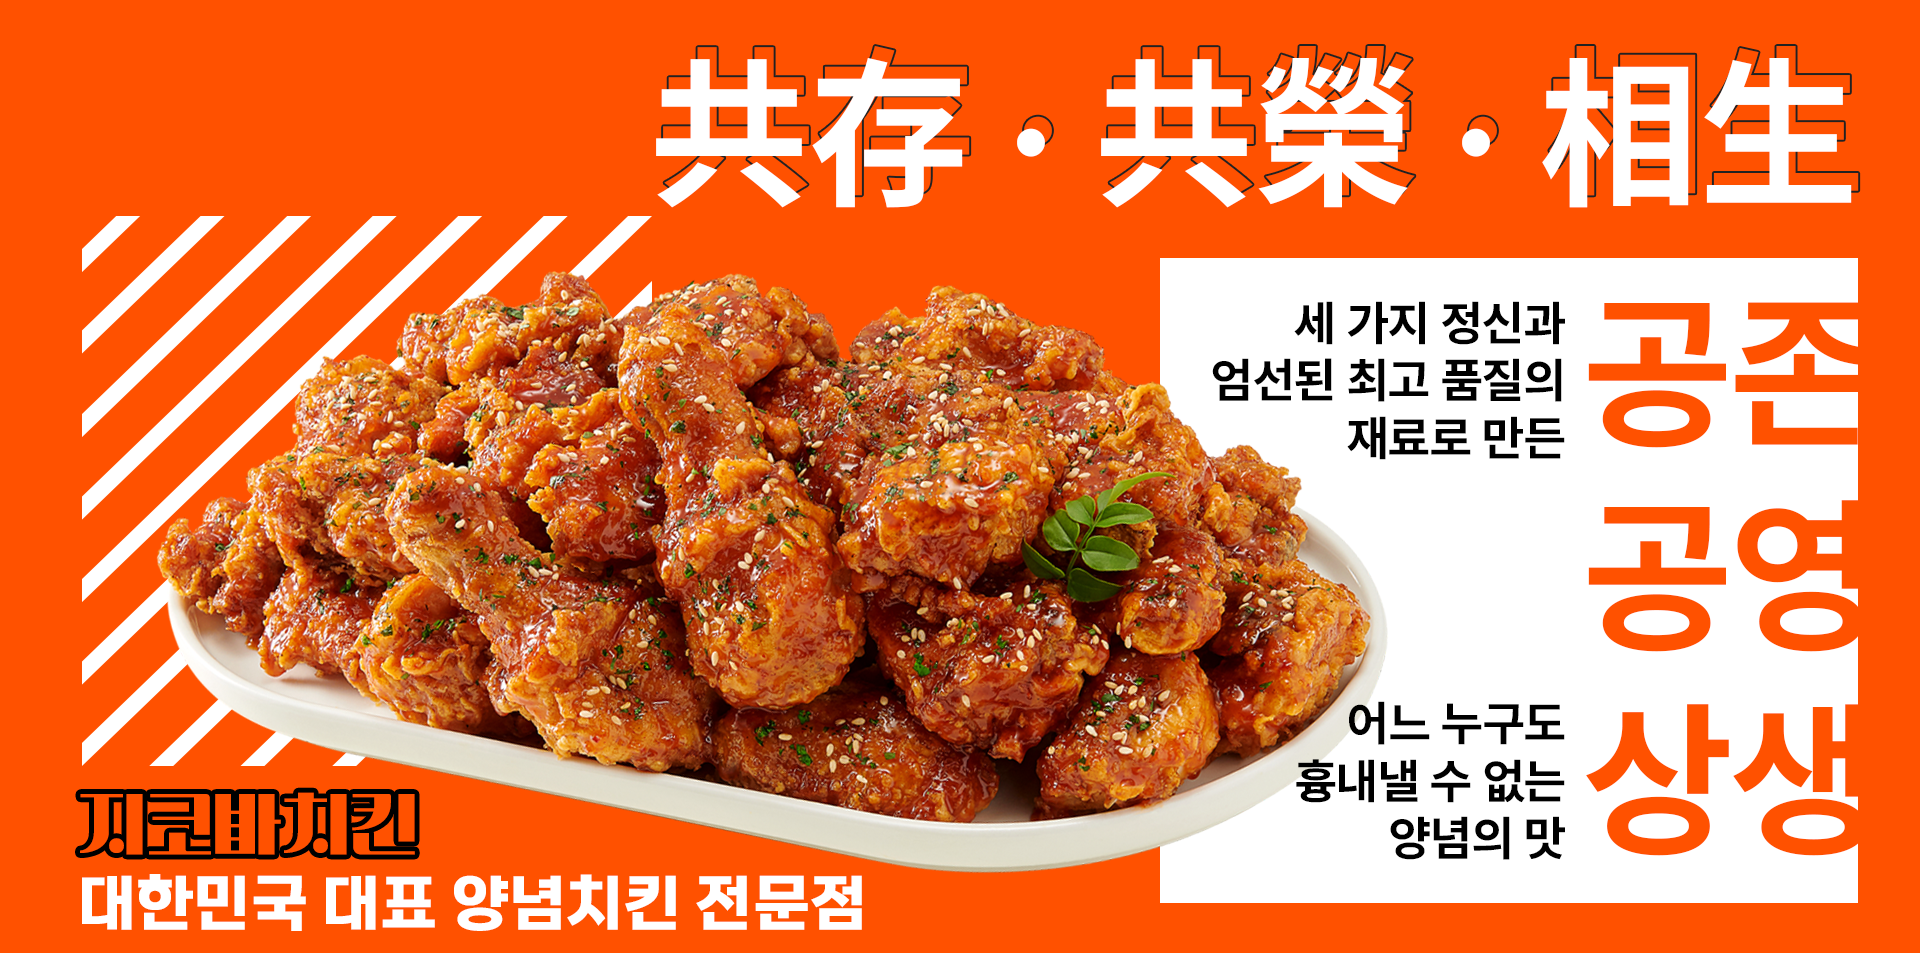 共存·共榮·相生
세 가지 정신과
엄선된 최고 품질의
재료로 만든
공존
공영
상생
어느 누구도
흉내낼 수 없는
양념의 맛
지코바치킨
대한민국 대표 양념치킨 전문점